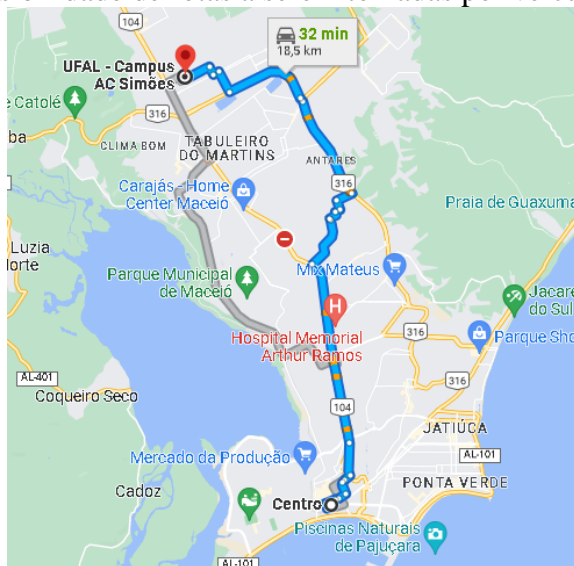 104
32 min
18,5 km
UFAL - Campus
AC Simões
e Catolé
316
ba
CLIMA BOM
TABULEIRO
DO MARTINS
ANTARES
316
Carajás - Home
Center Maceió
Praia de Guaxuma
Luzia
Norte
Mix Mateus
Parque Municipal
de Maceió
Jacare
do Sul
Hospital Memorial
Arthur Ramos
316
Parque Sho
AL-401
316
Coqueiro Seco
104
JATIÚCA
Mercado da Produção
AL-101
Cadoz
PONTA VERDE
Centro
Piscinas Naturais
de Pajuçara
AL-101